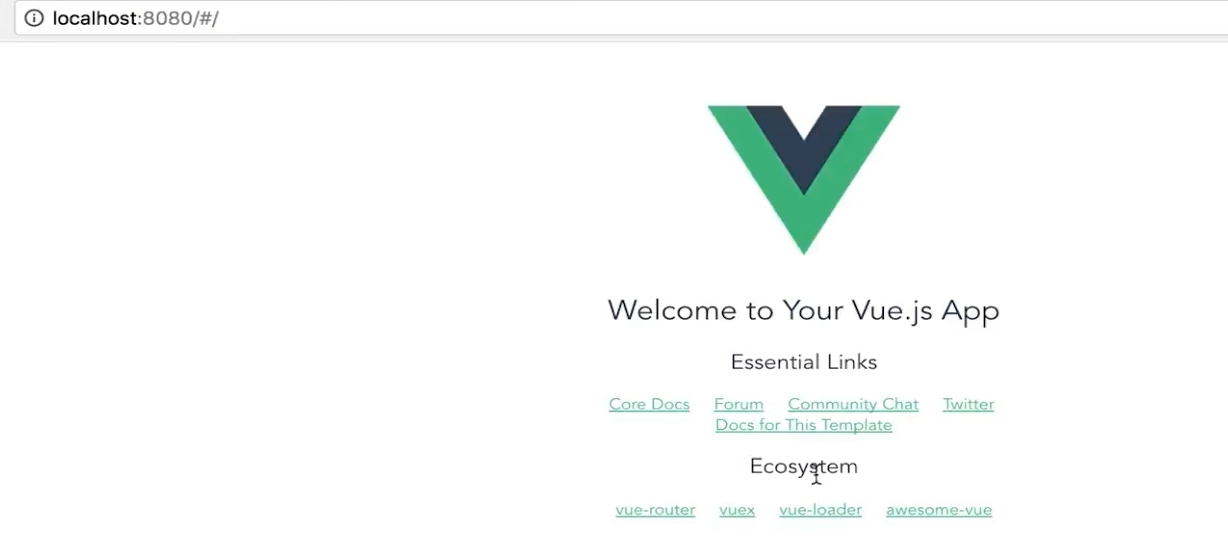 localhost:8080/#/
Welcome to Your Vue.js App
Essential Links
Core Docs Forum Community Chat Twitter
Docs for This Template
Ecosystem
vue-router vuex vue-loader awesome-vue